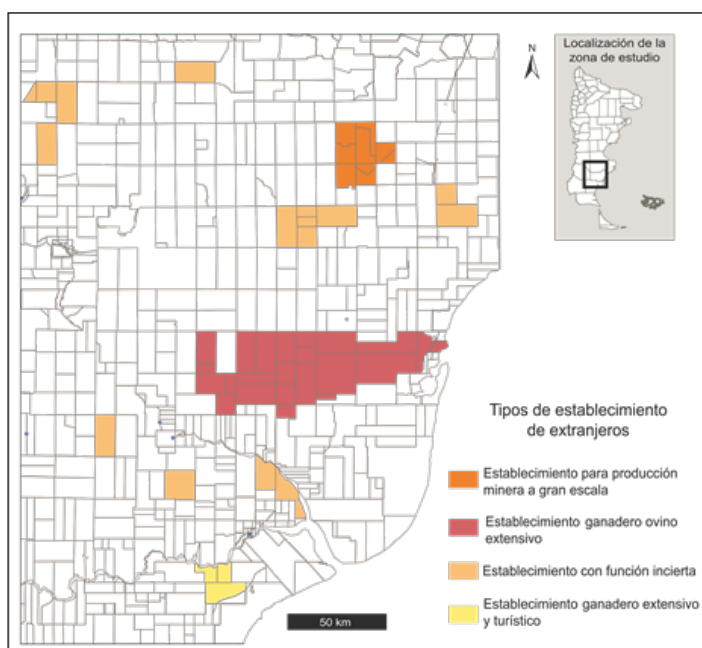 N
Localización de la
zona de estudio
Tipos de establecimiento
de extranjeros
Establecimiento para producción
minera a gran escala
Establecimiento ganadero ovino
extensivo
Establecimiento con función incierta
Establecimiento ganadero extensivo
y turístico
50 km